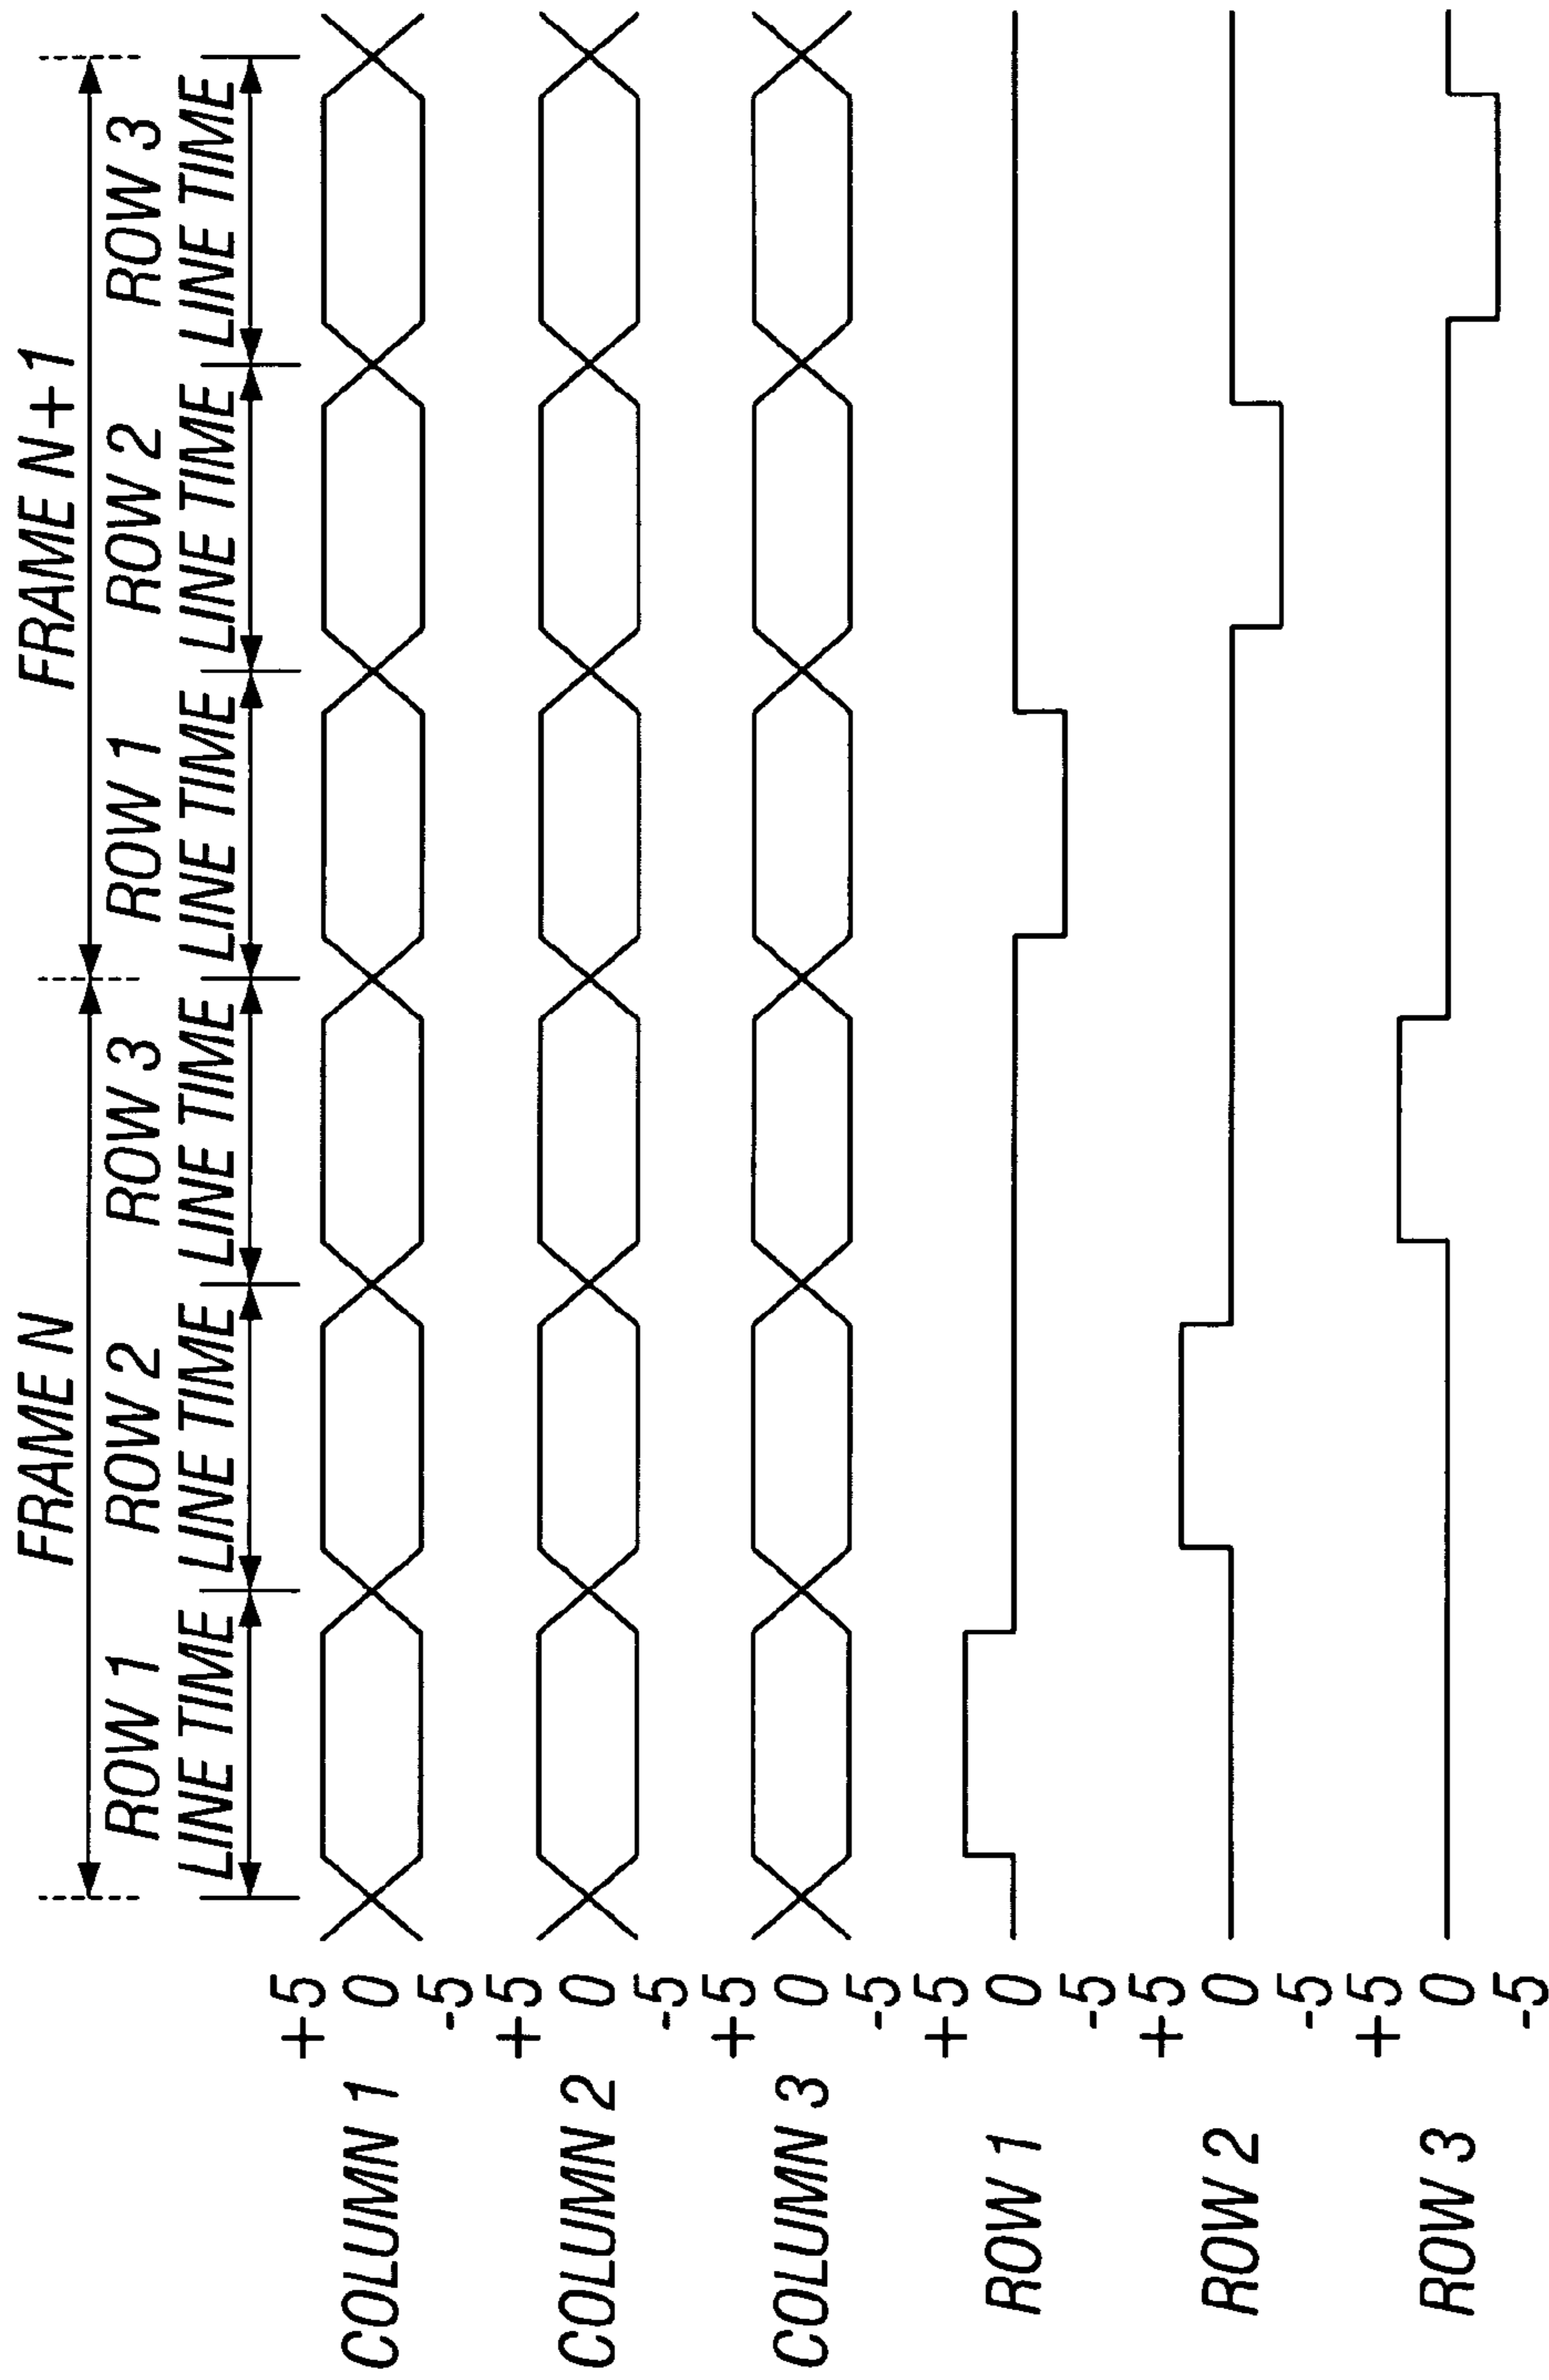 FRAME N
FRAME N+1
ROW 1
LINE TIME
ROW 2
LINE TIME
ROW 3
LINE TIME
ROW 1
LINE TIME
ROW 2
LINE TIME
ROW 3
LINE TIME
COLUMN 1
+5
0
-5
COLUMN 2
+5
0
-5
COLUMN 3
+5
0
-5
ROW 1
+5
0
-5
ROW 2
+5
0
-5
ROW 3
+5
0
-5